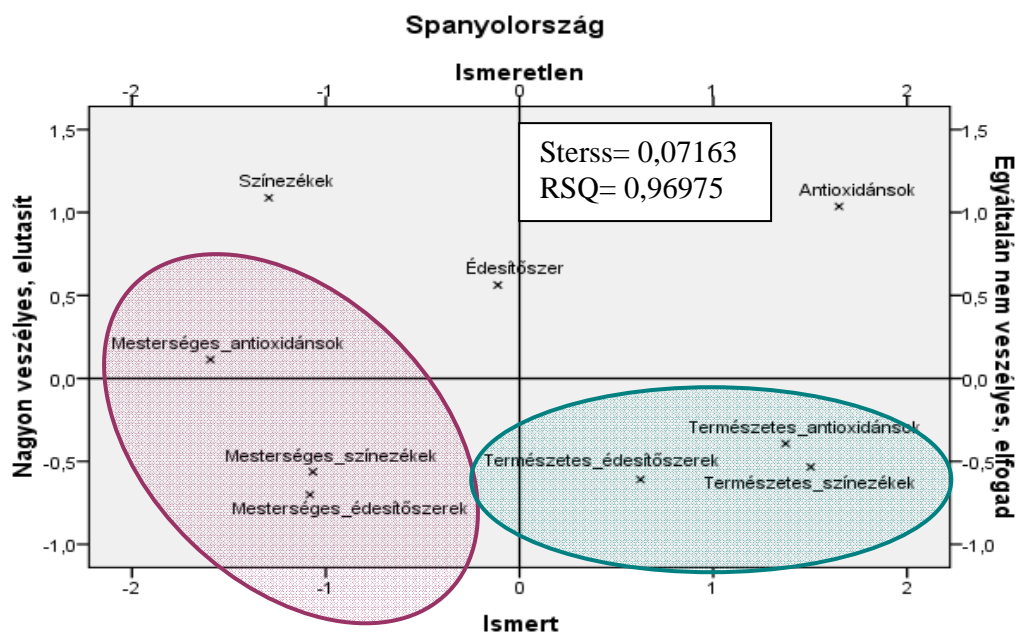 Spanyolország
Ismeretlen
-2 -1 0 1 2
1,5 1,5
Sterss= 0,07163
RSQ= 0,96975
Színezékek
Antioxidánsok
1,0 1,0
Édesítőszer
0,5 0,5
Mesterséges_antioxidánsok
0,0 0,0
Természetes_antioxidánsok
Mesterséges_színezékek
Természetes_édesítőszerek
-0,5 -0,5
Természetes_színezékek
Mesterséges_édesítőszerek
-1,0 -1,0
-2 -1 0 1 2
Ismert
Nagyon veszélyes, elutasít
Egyáltalán nem veszélyes, elfogad